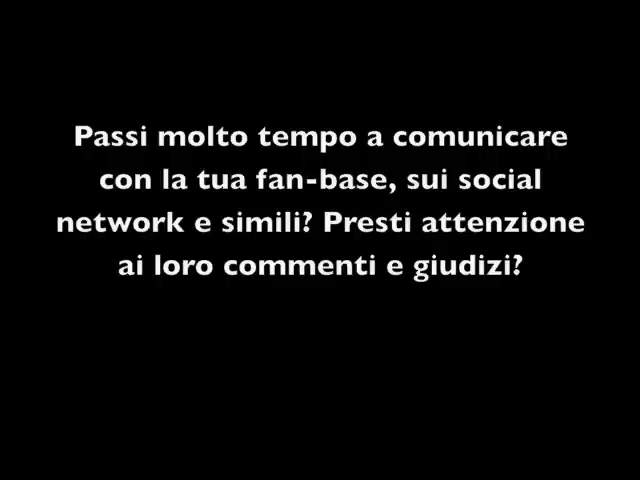 Passi molto tempo a comunicare
con la tua fan-base, sui social
network e simili? Presti attenzione
ai loro commenti e giudizi?